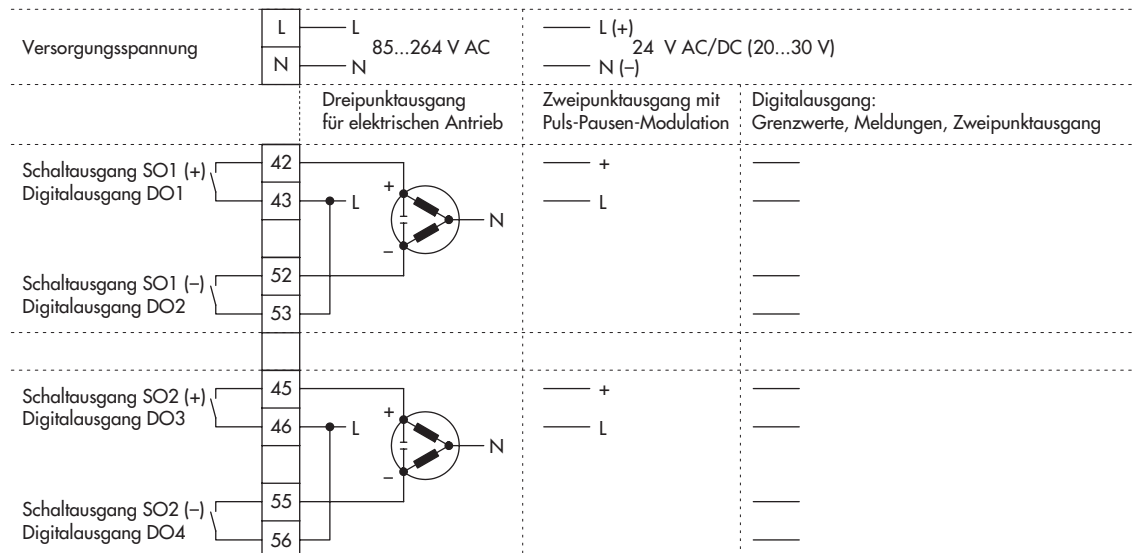 Versorgungsspannung
L
L
85...264 V AC
N
N
L (+)
24 V AC/DC (20...30 V)
N (–)
Dreipunktausgang
für elektrischen Antrieb
Zweipunktausgang mit
Puls-Pausen-Modulation
Digitalausgang:
Grenzwerte, Meldungen, Zweipunktausgang
Schaltausgang SO1 (+)
Digitalausgang DO1
42
43
L
+
–
N
+
L
Schaltausgang SO1 (–)
Digitalausgang DO2
52
53
Schaltausgang SO2 (+)
Digitalausgang DO3
45
46
L
+
–
N
+
L
Schaltausgang SO2 (–)
Digitalausgang DO4
55
56